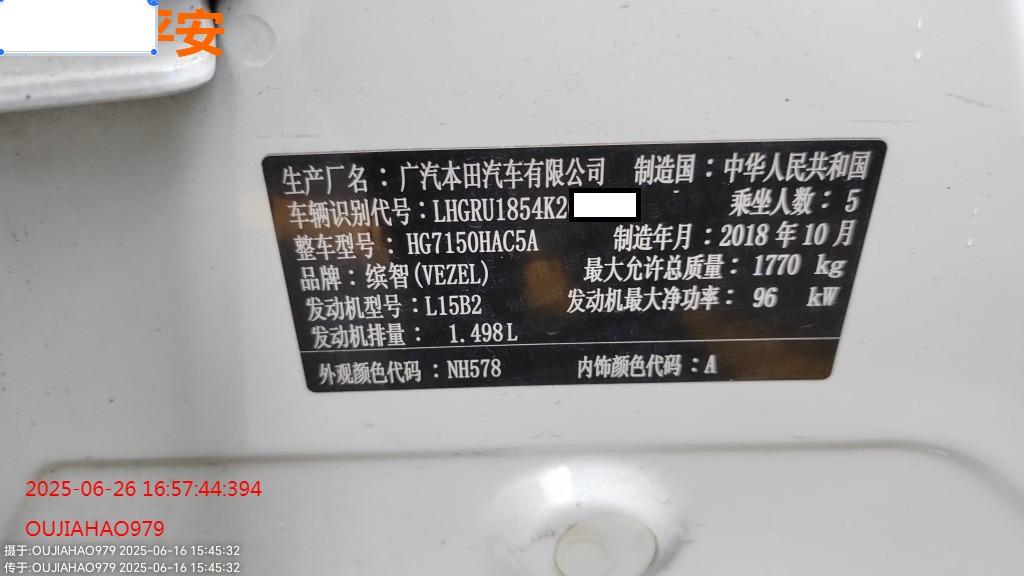 平安
生产厂名：广汽本田汽车有限公司 制造国：中华人民共和国
车辆识别代号：LHGRU1854K2 乘坐人数：5
整车型号：HG7150HAC5A 制造年月：2018 年 10 月
品牌：缤智(VEZEL) 最大允许总质量：1770 kg
发动机型号：L15B2 发动机最大净功率：96 kW
发动机排量：1.498L
外观颜色代码：NH578 内饰颜色代码：A
2025-06-26 16:57:44:394
OUJIAHAO979
摄于:OUJIAHAO979 2025-06-16 15:45:32
传于:OUJIAHAO979 2025-06-16 15:45:32